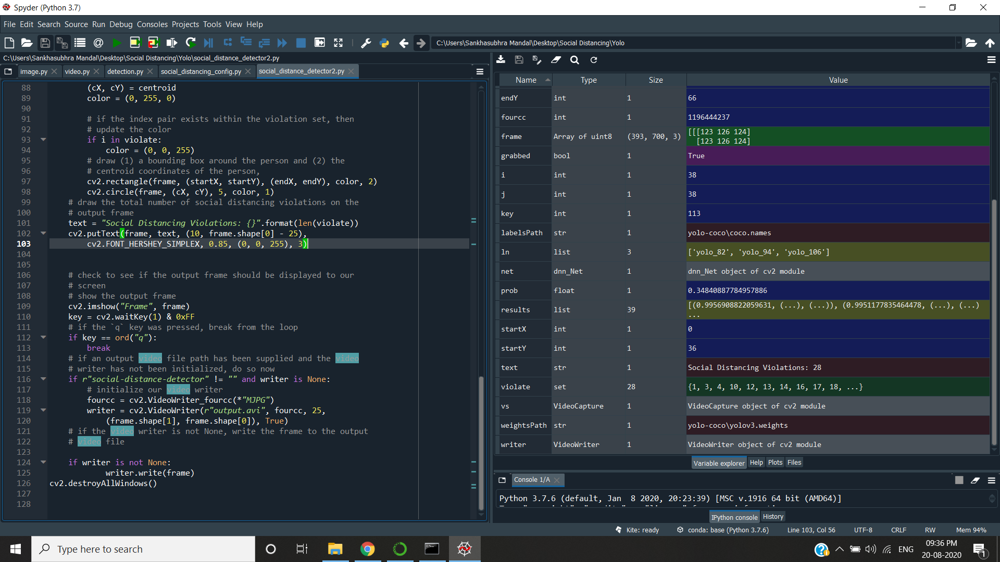 Spyder (Python 3.7)
File Edit Search Source Run Debug Consoles Projects Tools View Help
C:\Users\Sankhasubhra Mandal\Desktop\Social Distancing\Yolo
C:\Users\Sankhasubhra Mandal\Desktop\Social Distancing\Yolo\social_distance_detector2.py
image.py video.py detection.py social_distancing_config.py social_distance_detector2.py
88 (cX, cY) = centroid
89 color = (0, 255, 0)
90
91 # if the index pair exists within the violation set, then
92 # update the color
93 if i in violate:
94 color = (0, 0, 255)
95 # draw (1) a bounding box around the person and (2) the
96 # centroid coordinates of the person,
97 cv2.rectangle(frame, (startX, startY), (endX, endY), color, 2)
98 cv2.circle(frame, (cX, cY), 5, color, 1)
99 # draw the total number of social distancing violations on the
100 # output frame
101 text = "Social Distancing Violations: {}".format(len(violate))
102 cv2.putText(frame, text, (10, frame.shape[0] - 25),
103 cv2.FONT_HERSHEY_SIMPLEX, 0.85, (0, 0, 255), 3)
104
105
106 # check to see if the output frame should be displayed to our
107 # screen
108 # show the output frame
109 cv2.imshow("Frame", frame)
110 key = cv2.waitKey(1) & 0xFF
111 # if the `q` key was pressed, break from the loop
112 if key == ord("q"):
113 break
114 # if an output video file path has been supplied and the video
115 # writer has not been initialized, do so now
116 if r"social-distance-detector" != "" and writer is None:
117 # initialize our video writer
118 fourcc = cv2.VideoWriter_fourcc(*"MJPG")
119 writer = cv2.VideoWriter(r"output.avi", fourcc, 25,
120 (frame.shape[1], frame.shape[0]), True)
121 # if the video writer is not None, write the frame to the output
122 # video file
123
124 if writer is not None:
125 writer.write(frame)
126 cv2.destroyAllWindows()
127
128
Name Type Size Value
endY int 1 66
fourcc int 1 1196444237
frame Array of uint8 (393, 700, 3) [[[123 126 124]
[123 126 124]
grabbed bool 1 True
i int 1 38
j int 1 38
key int 1 113
labelsPath str 1 yolo-coco\coco.names
ln list 3 ['yolo_82', 'yolo_94', 'yolo_106']
net dnn_Net 1 dnn_Net object of cv2 module
prob float 1 0.34840887784957886
results list 39 [(0.9956908822059631, (...), (...)), (0.9951177835464478, (...), (...)
...
startX int 1 0
startY int 1 36
text str 1 Social Distancing Violations: 28
violate set 28 {1, 3, 4, 10, 12, 13, 14, 16, 17, 18, ...}
vs VideoCapture 1 VideoCapture object of cv2 module
weightsPath str 1 yolo-coco\yolov3.weights
writer VideoWriter 1 VideoWriter object of cv2 module
Variable explorer Help Plots Files
Console 1/A
Python 3.7.6 (default, Jan 8 2020, 20:23:39) [MSC v.1916 64 bit (AMD64)]
IPython console History
Kite: ready conda: base (Python 3.7.6) Line 103, Col 56 UTF-8 CRLF RW Mem 94%
Type here to search
ENG
09:36 PM
20-08-2020
1